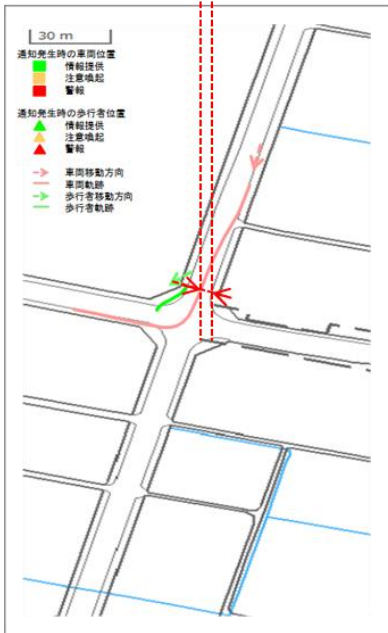 30 m
通知発生時の車両位置
情報提供
注意喚起
警報
通知発生時の歩行者位置
情報提供
注意喚起
警報
車両移動方向
車両軌跡
歩行者移動方向
歩行者軌跡